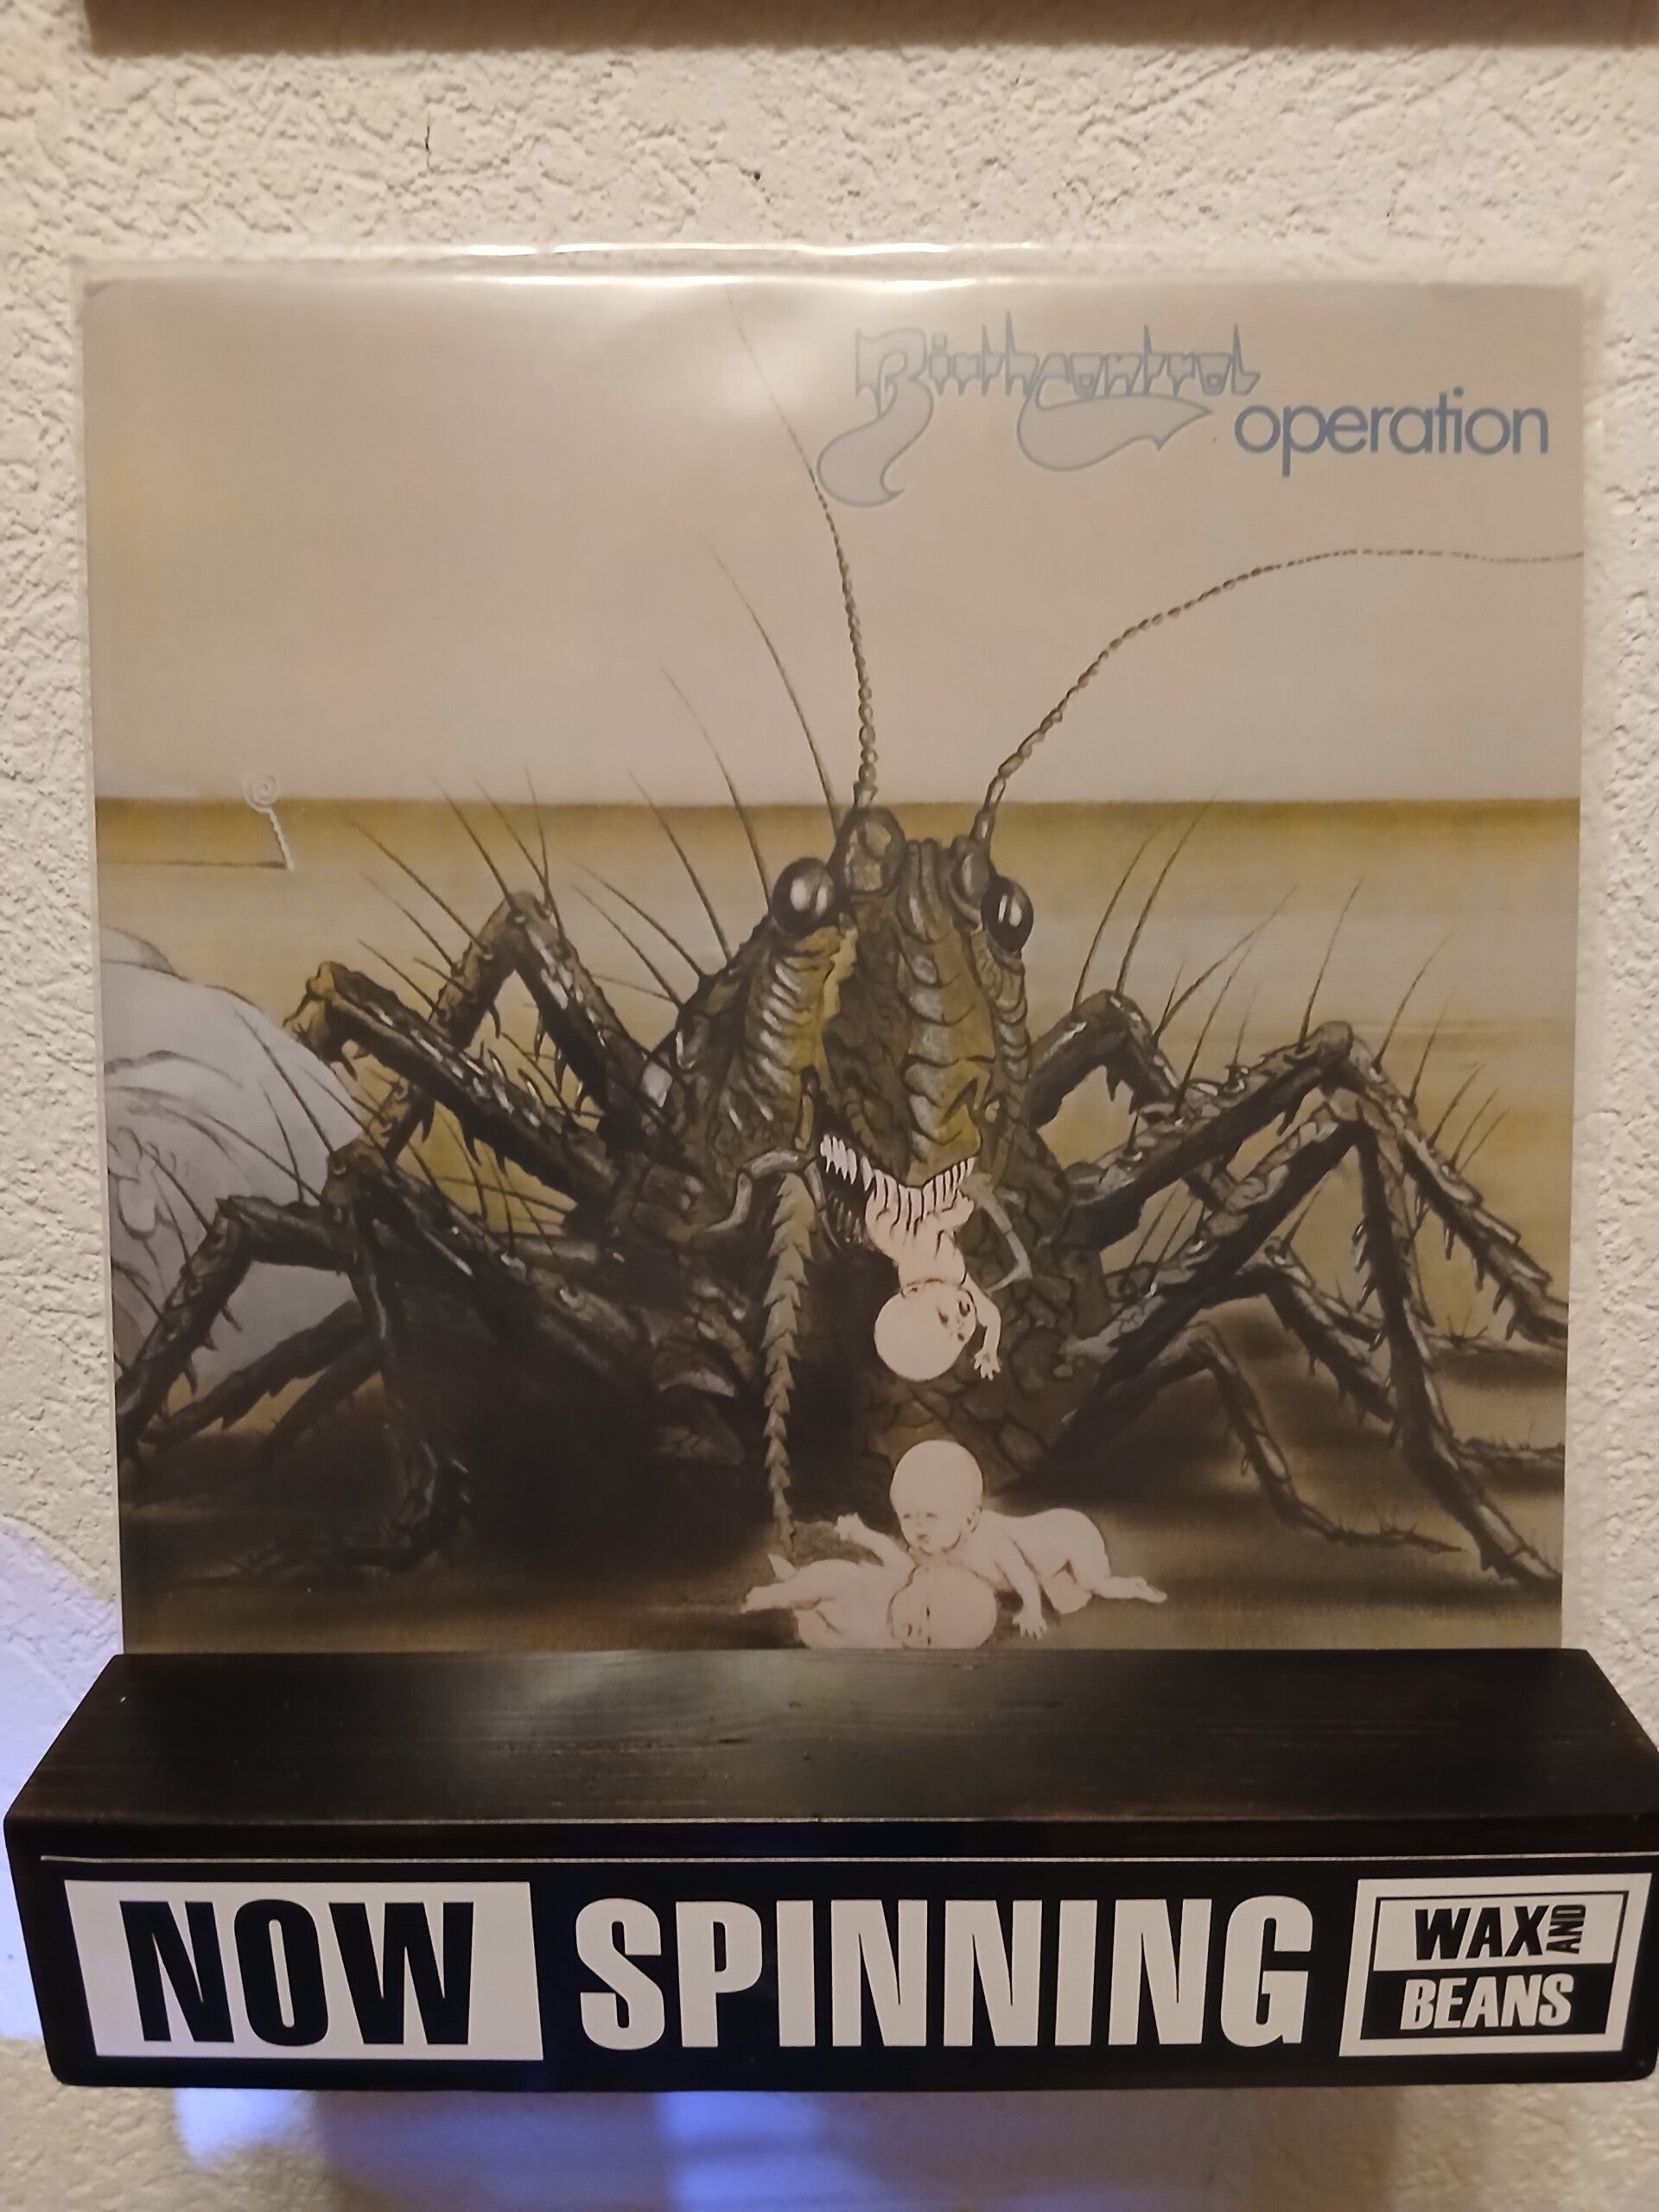 Birthcontrol
operation
NOW SPINNING
WAX AND
BEANS